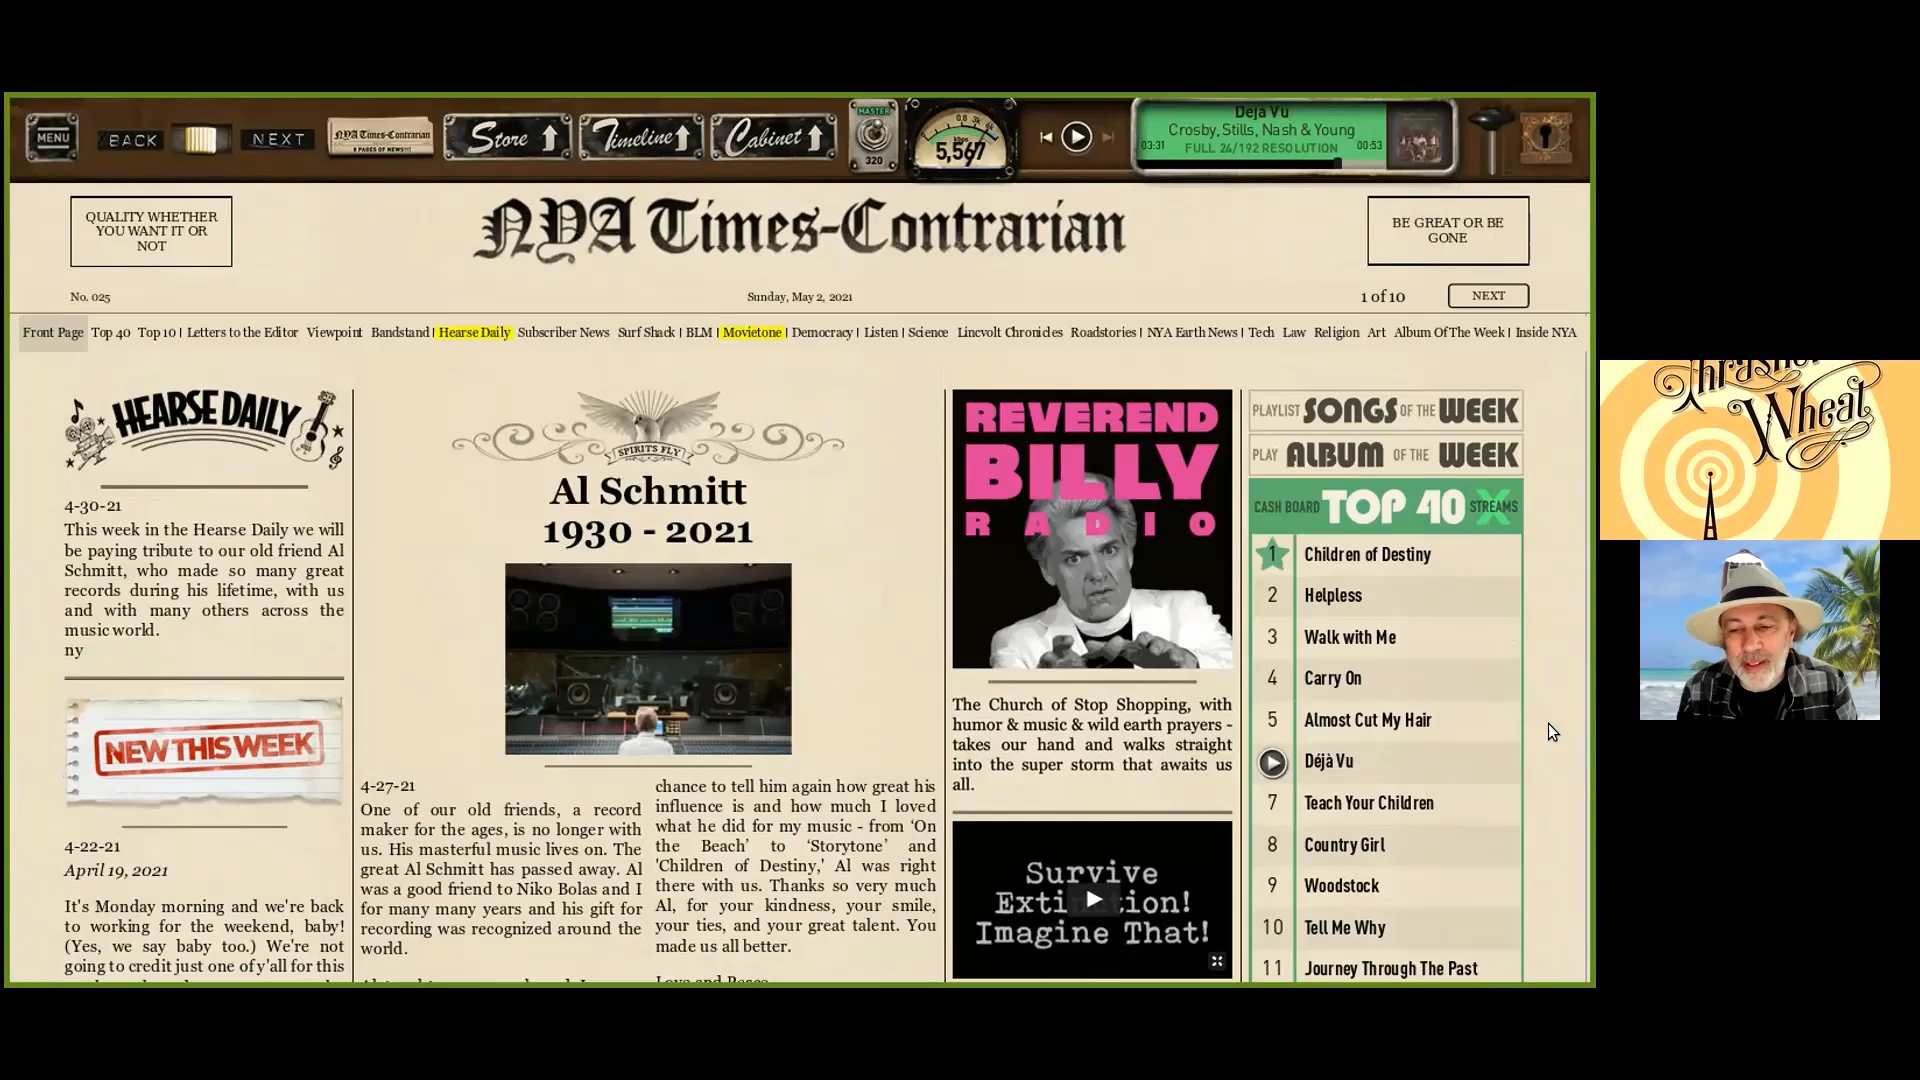 MENU
BACK
NEXT
NYA Times-Contrarian
8 PAGES OF NEWS!!!
Store
Timeline
Cabinet
MASTER
320
0.8 3k 6k
kbps
5,567
Deja Vu
Crosby, Stills, Nash & Young
03:31
FULL 24/192 RESOLUTION
00:53
QUALITY WHETHER
YOU WANT IT OR
NOT
NYA Times-Contrarian
BE GREAT OR BE
GONE
No. 025
Sunday, May 2, 2021
1 of 10
NEXT
Front Page Top 40 Top 10 | Letters to the Editor Viewpoint Bandstand | Hearse Daily Subscriber News Surf Shack | BLM | Movietone | Democracy | Listen | Science Lincvolt Chronicles Roadstories | NYA Earth News | Tech Law Religion Art Album Of The Week | Inside NYA
HEARSE DAILY
4-30-21
This week in the Hearse Daily we will
be paying tribute to our old friend Al
Schmitt, who made so many great
records during his lifetime, with us
and with many others across the
music world.
ny
NEW THIS WEEK
4-22-21
April 19, 2021
It's Monday morning and we're back
to working for the weekend, baby!
(Yes, we say baby too.) We're not
going to credit just one of y'all for this
SPIRITS FLY
Al Schmitt
1930 - 2021
4-27-21
One of our old friends, a record
maker for the ages, is no longer with
us. His masterful music lives on. The
great Al Schmitt has passed away. Al
was a good friend to Niko Bolas and I
for many many years and his gift for
recording was recognized around the
world.
chance to tell him again how great his
influence is and how much I loved
what he did for my music - from ‘On
the Beach’ to ‘Storytone’ and
'Children of Destiny,' Al was right
there with us. Thanks so very much
Al, for your kindness, your smile,
your ties, and your great talent. You
made us all better.
Love and Peace
REVEREND
BILLY
RADIO
The Church of Stop Shopping, with
humor & music & wild earth prayers -
takes our hand and walks straight
into the super storm that awaits us
all.
Survive
Extinction!
Imagine That!
PLAYLIST SONGS OF THE WEEK
PLAY ALBUM OF THE WEEK
CASH BOARD TOP 40 X STREAMS
1 Children of Destiny
2 Helpless
3 Walk with Me
4 Carry On
5 Almost Cut My Hair
Déjà Vu
7 Teach Your Children
8 Country Girl
9 Woodstock
10 Tell Me Why
11 Journey Through The Past
Thrasher's
Wheat